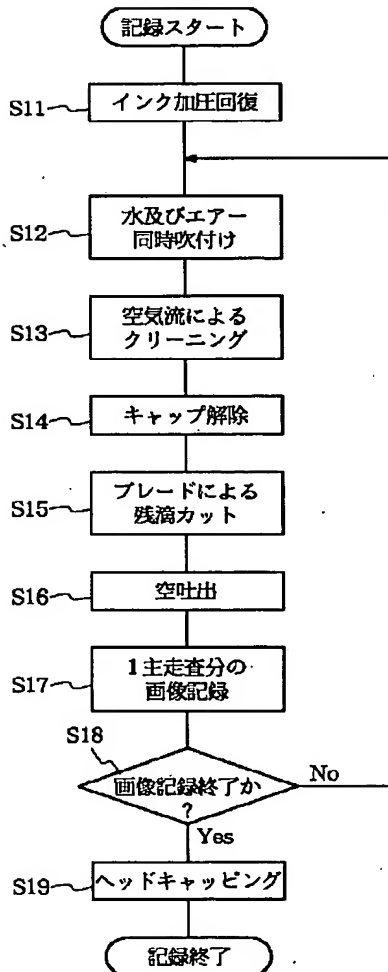 記録スタート
S11
インク加圧回復
S12
水及びエアー
同時吹付け
S13
空気流による
クリーニング
S14
キャップ解除
S15
ブレードによる
残滴カット
S16
空吐出
S17
1主走査分の
画像記録
S18
画像記録終了か
?
No
Yes
S19
ヘッドキャッピング
記録終了